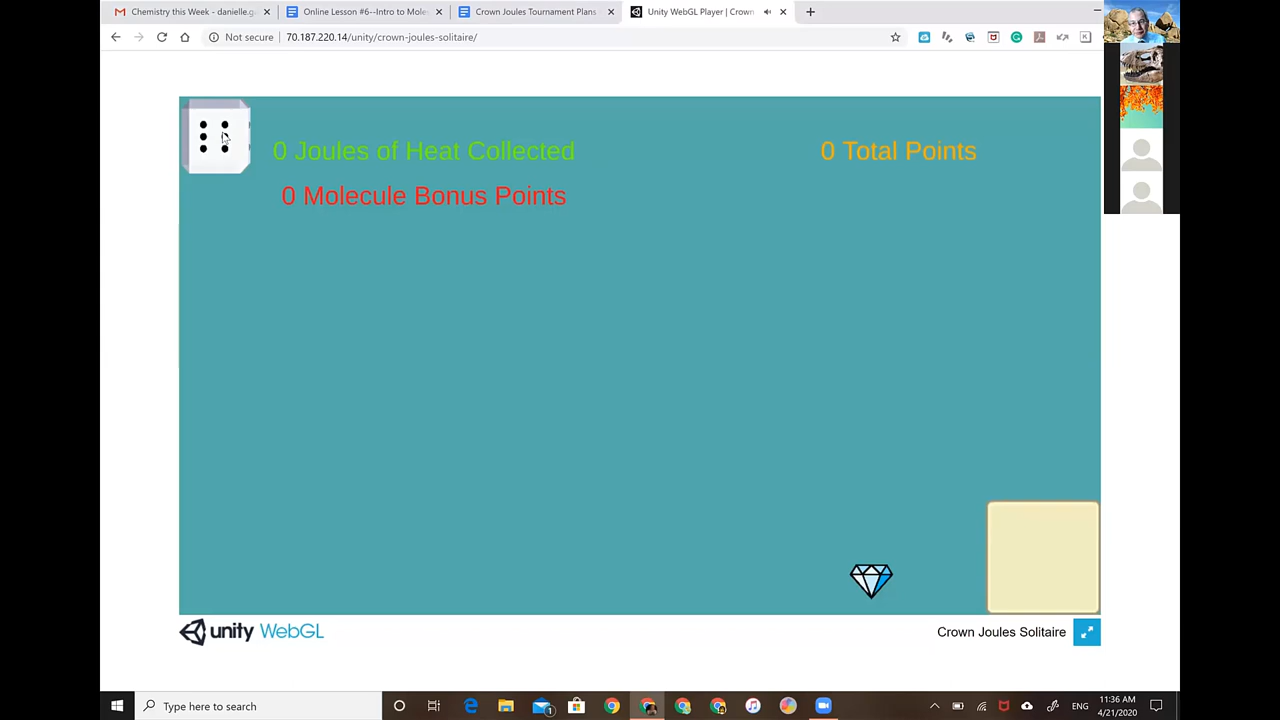 Chemistry this Week - danielle.g
Online Lesson #6--Intro to Mole
Crown Joules Tournament Plans
Unity WebGL Player | Crown
Not secure
70.187.220.14/unity/crown-joules-solitaire/
0 Joules of Heat Collected
0 Total Points
0 Molecule Bonus Points
unity WebGL
Crown Joules Solitaire
Type here to search
1
ENG
11:36 AM
4/21/2020